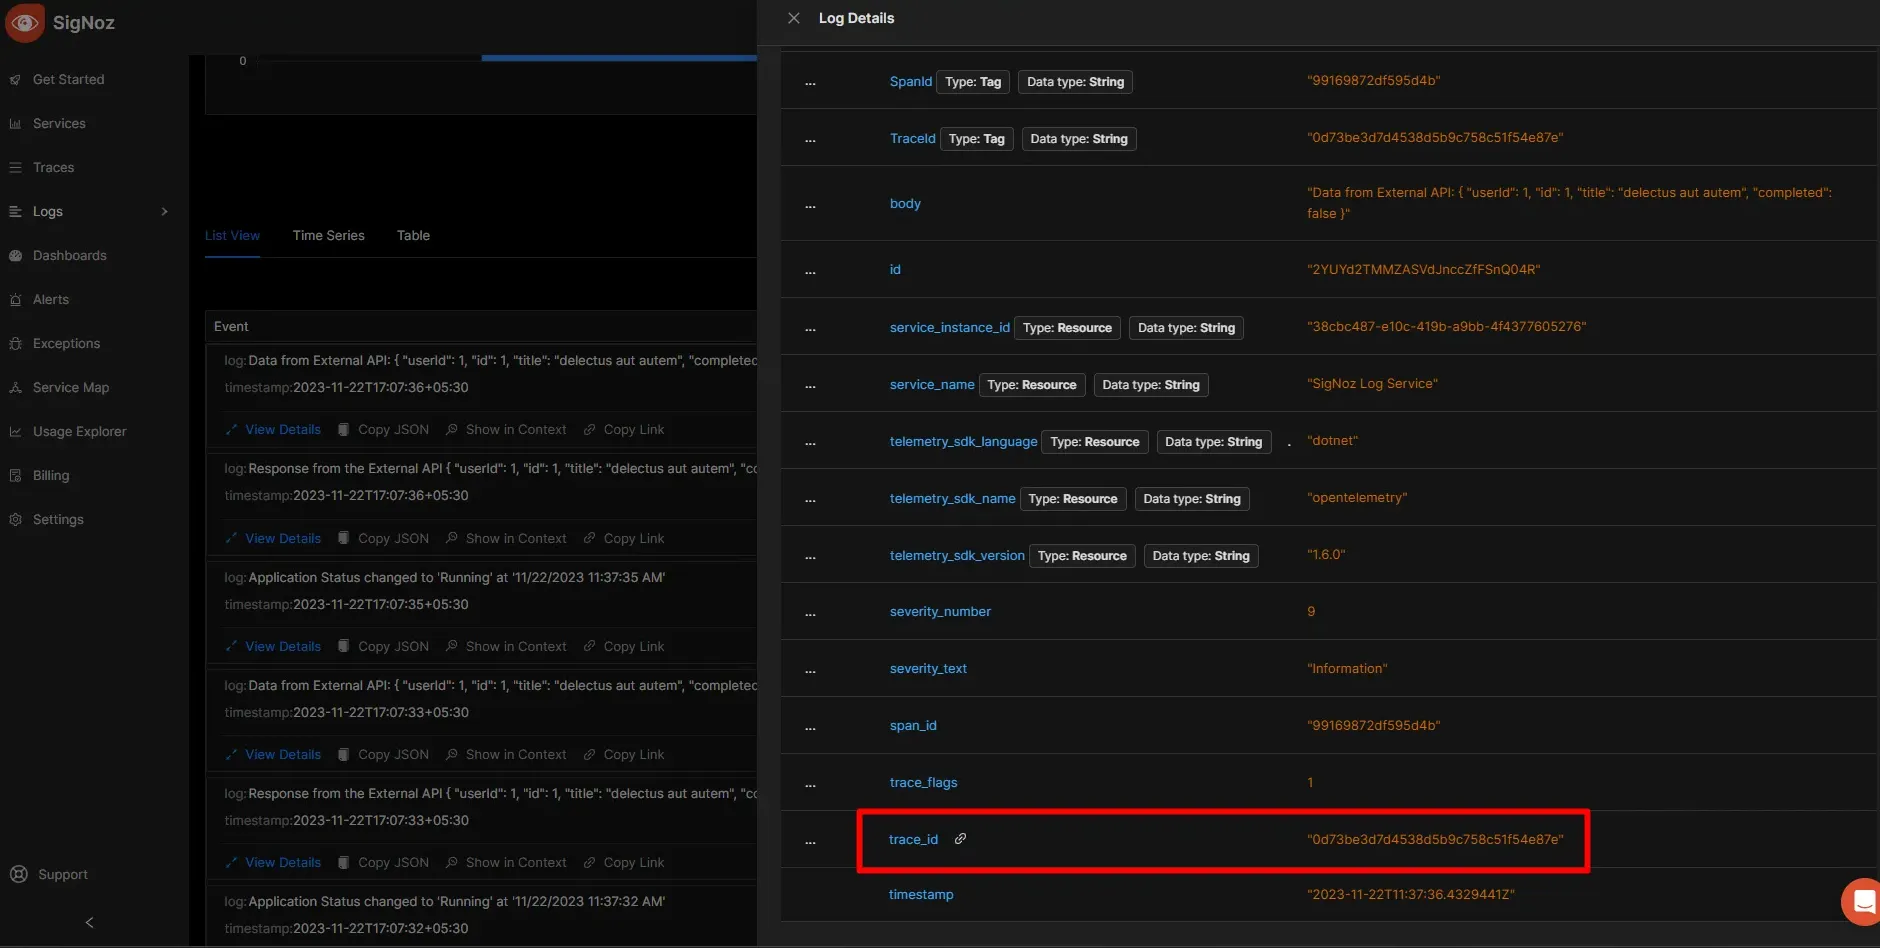 SigNoz
Get Started
Services
Traces
Logs
Dashboards
Alerts
Exceptions
Service Map
Usage Explorer
Billing
Settings
Support
0
List View Time Series Table
Event
log:Data from External API: { "userId": 1, "id": 1, "title": "delectus aut autem", "completed
timestamp:2023-11-22T17:07:36+05:30
View Details Copy JSON Show in Context Copy Link
log:Response from the External API { "userId": 1, "id": 1, "title": "delectus aut autem", "co
timestamp:2023-11-22T17:07:36+05:30
View Details Copy JSON Show in Context Copy Link
log:Application Status changed to 'Running' at '11/22/2023 11:37:35 AM'
timestamp:2023-11-22T17:07:35+05:30
View Details Copy JSON Show in Context Copy Link
log:Data from External API: { "userId": 1, "id": 1, "title": "delectus aut autem", "completed
timestamp:2023-11-22T17:07:33+05:30
View Details Copy JSON Show in Context Copy Link
log:Response from the External API { "userId": 1, "id": 1, "title": "delectus aut autem", "co
timestamp:2023-11-22T17:07:33+05:30
View Details Copy JSON Show in Context Copy Link
log:Application Status changed to 'Running' at '11/22/2023 11:37:32 AM'
timestamp:2023-11-22T17:07:32+05:30
Log Details
... SpanId Type: Tag Data type: String "99169872df595d4b"
... TraceId Type: Tag Data type: String "0d73be3d7d4538d5b9c758c51f54e87e"
... body "Data from External API: { "userId": 1, "id": 1, "title": "delectus aut autem", "completed":
false }"
... id "2YUYd2TMMZASVdJnccZfFSnQ04R"
... service_instance_id Type: Resource Data type: String "38cbc487-e10c-419b-a9bb-4f4377605276"
... service_name Type: Resource Data type: String "SigNoz Log Service"
... telemetry_sdk_language Type: Resource Data type: String . "dotnet"
... telemetry_sdk_name Type: Resource Data type: String "opentelemetry"
... telemetry_sdk_version Type: Resource Data type: String "1.6.0"
... severity_number 9
... severity_text "Information"
... span_id "99169872df595d4b"
... trace_flags 1
... trace_id "0d73be3d7d4538d5b9c758c51f54e87e"
timestamp "2023-11-22T11:37:36.4329441Z"